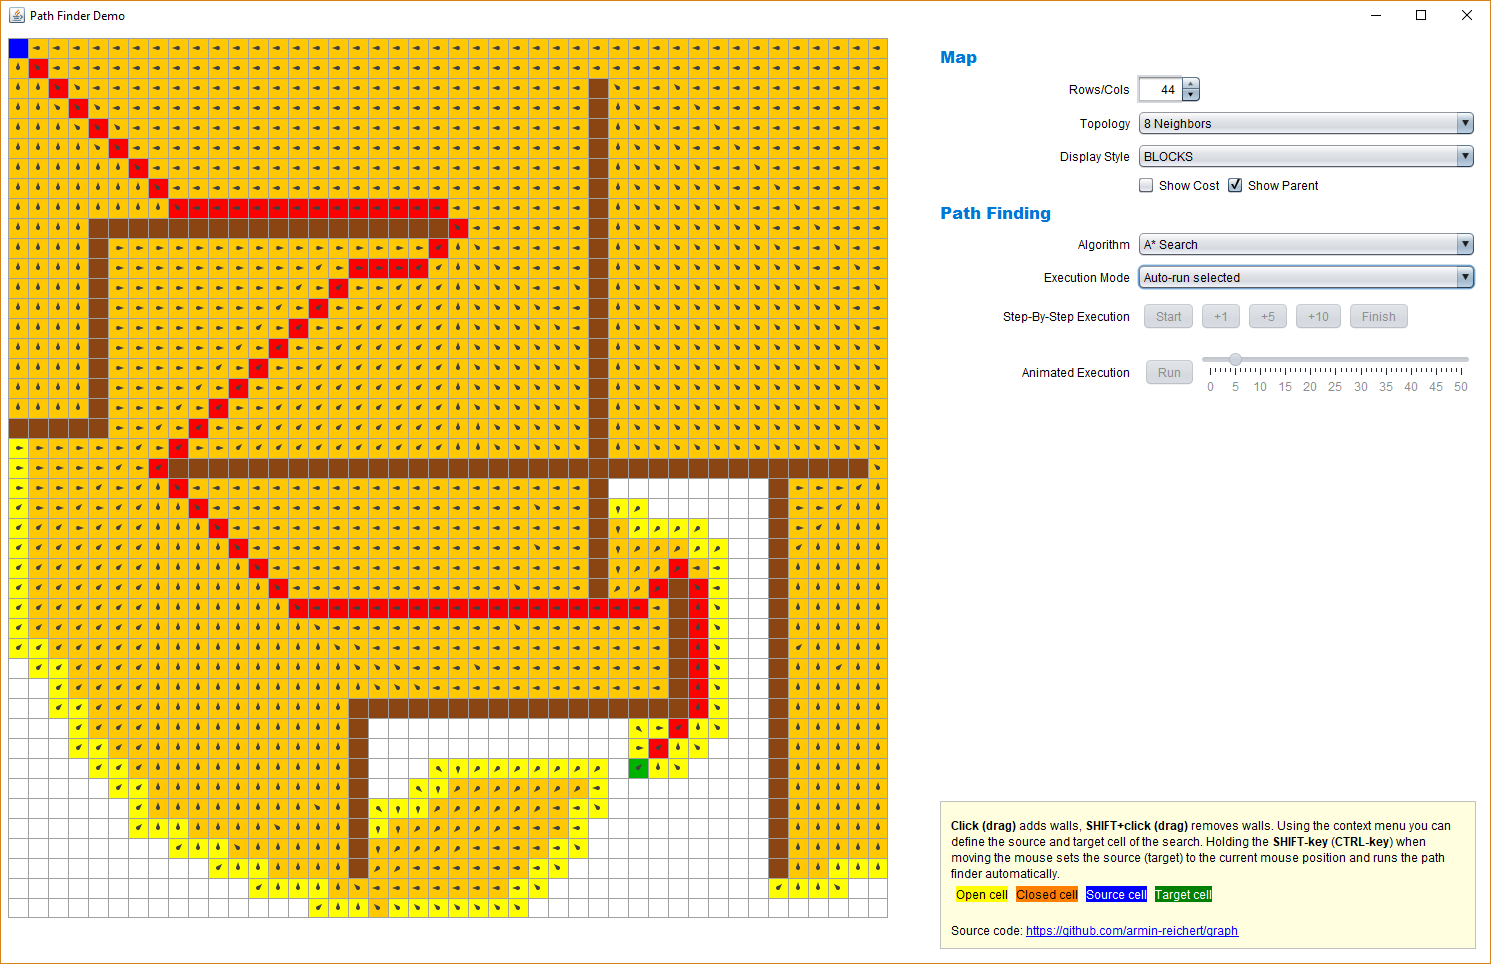 Path Finder Demo
Map
Rows/Cols 44
Topology 8 Neighbors
Display Style BLOCKS
Show Cost Show Parent
Path Finding
Algorithm A* Search
Execution Mode Auto-run selected
Step-By-Step Execution Start +1 +5 +10 Finish
Animated Execution Run
0 5 10 15 20 25 30 35 40 45 50
Click (drag) adds walls, SHIFT+click (drag) removes walls. Using the context menu you can
define the source and target cell of the search. Holding the SHIFT-key (CTRL-key) when
moving the mouse sets the source (target) to the current mouse position and runs the path
finder automatically.
Open cell Closed cell Source cell Target cell
Source code: https://github.com/armin-reichert/graph